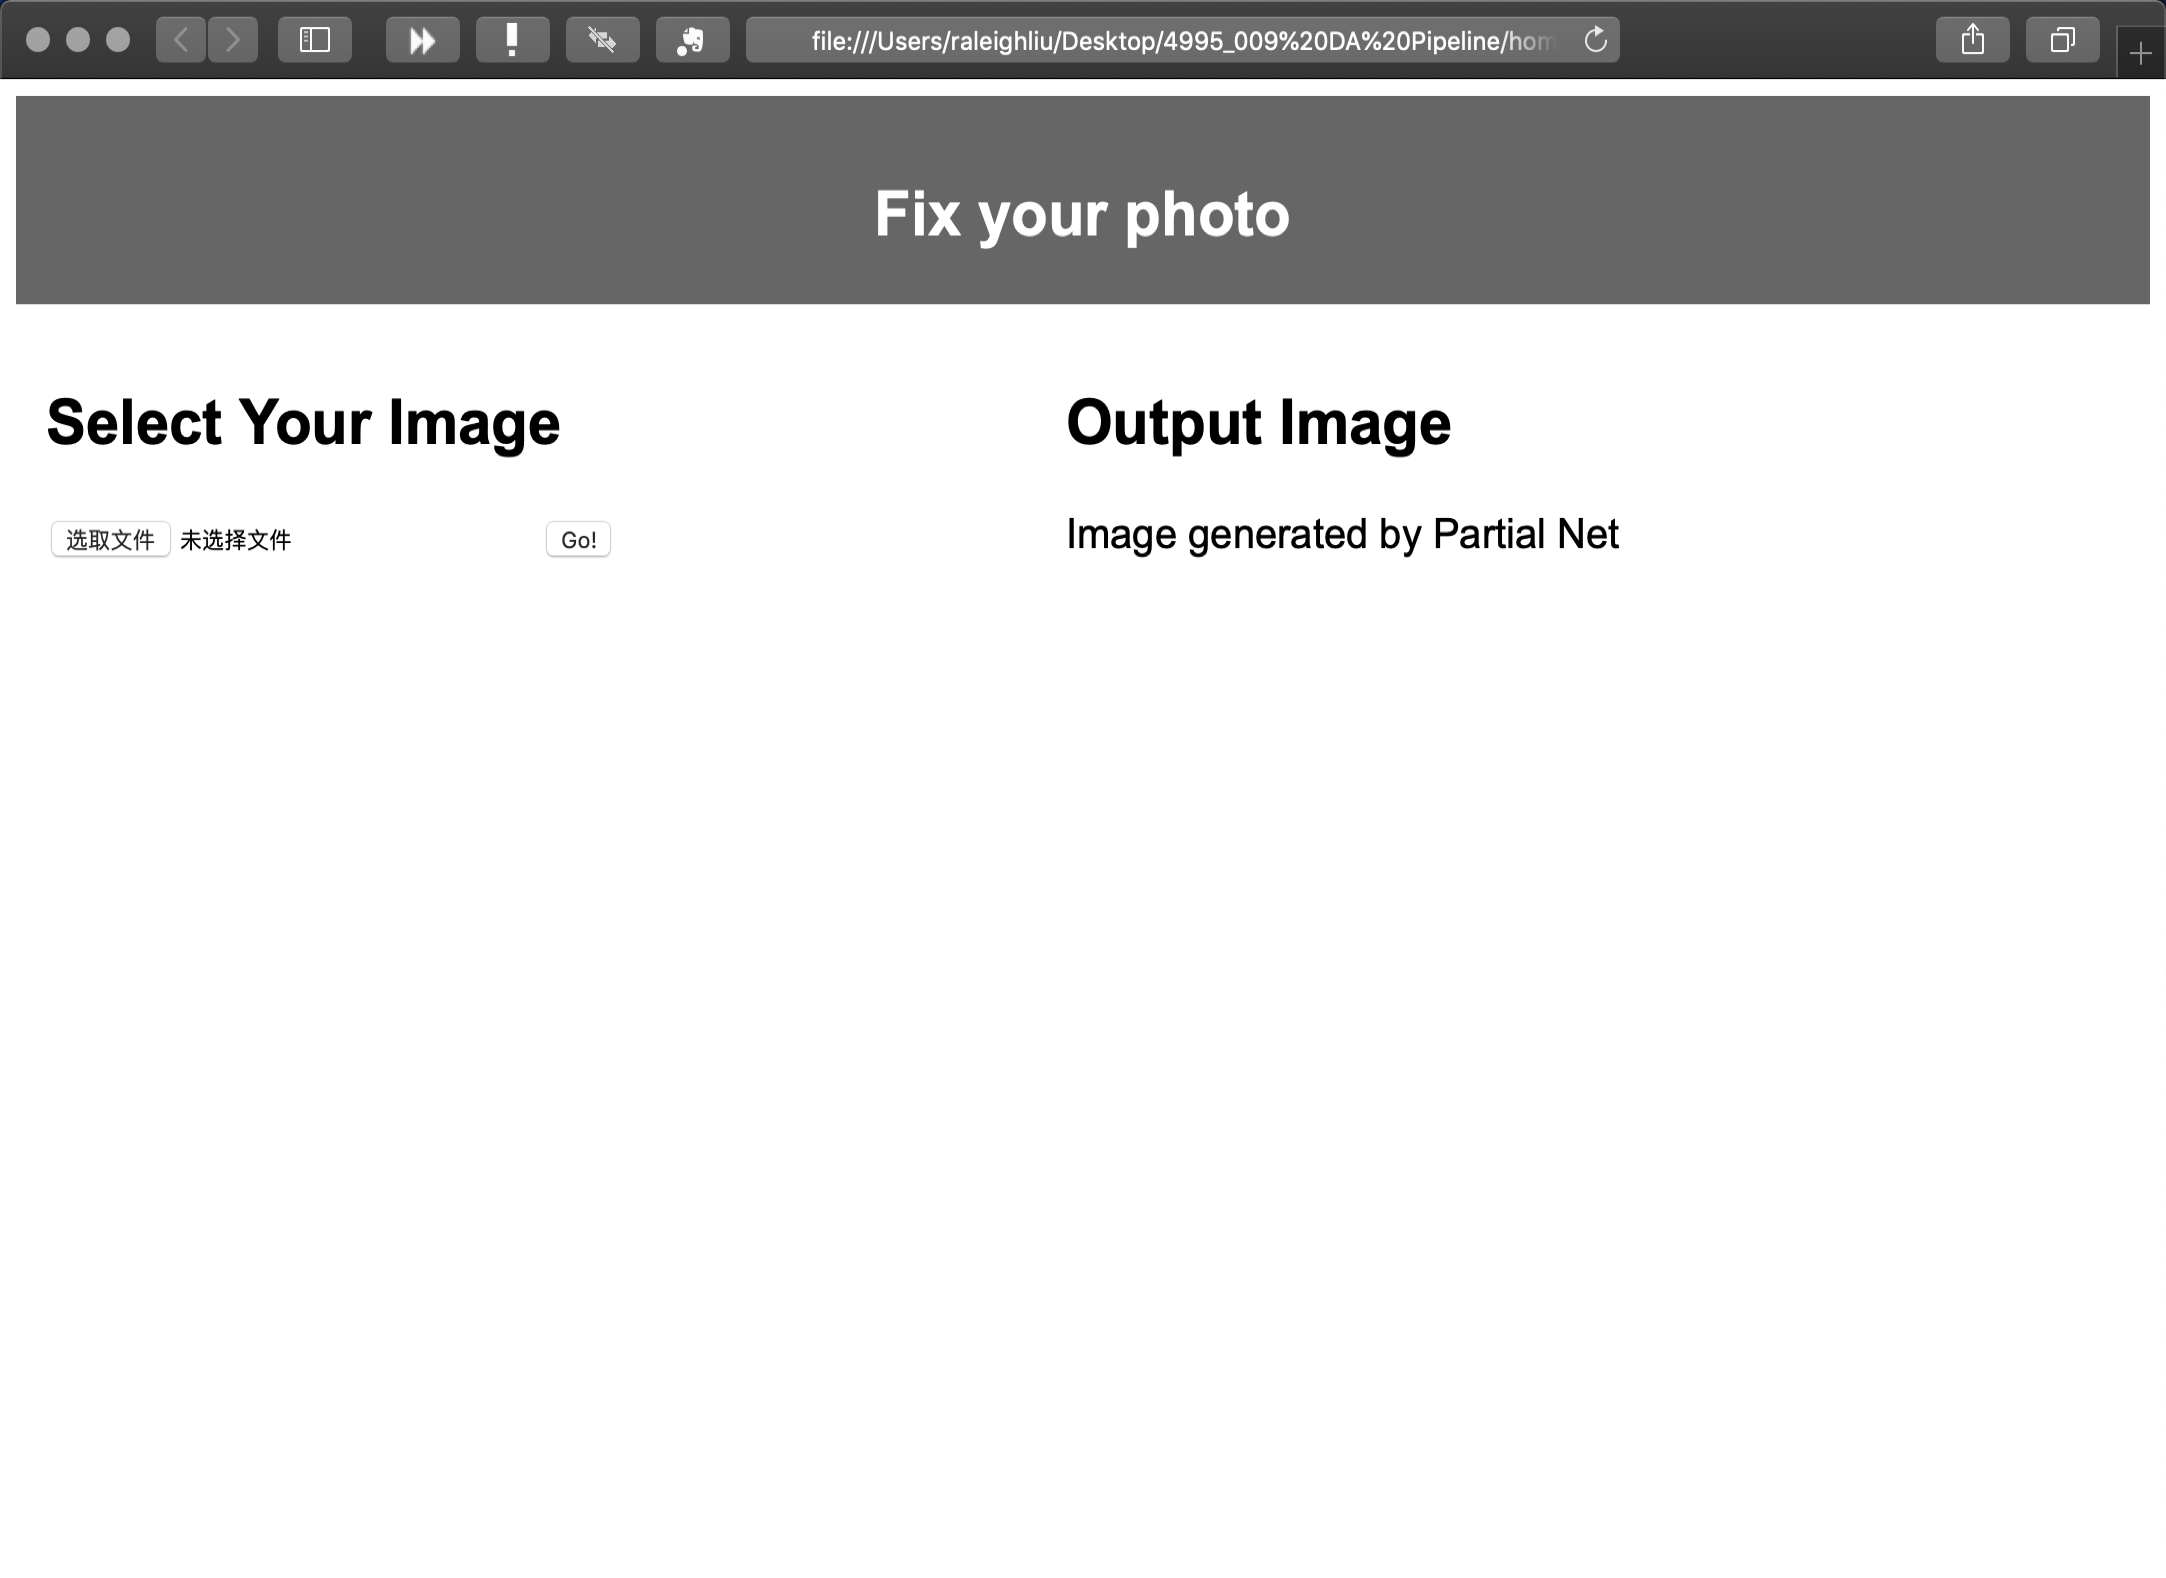 file:///Users/raleighliu/Desktop/4995_009%20DA%20Pipeline/hom
Fix your photo
Select Your Image
选取文件 未选择文件 Go!
Output Image
Image generated by Partial Net